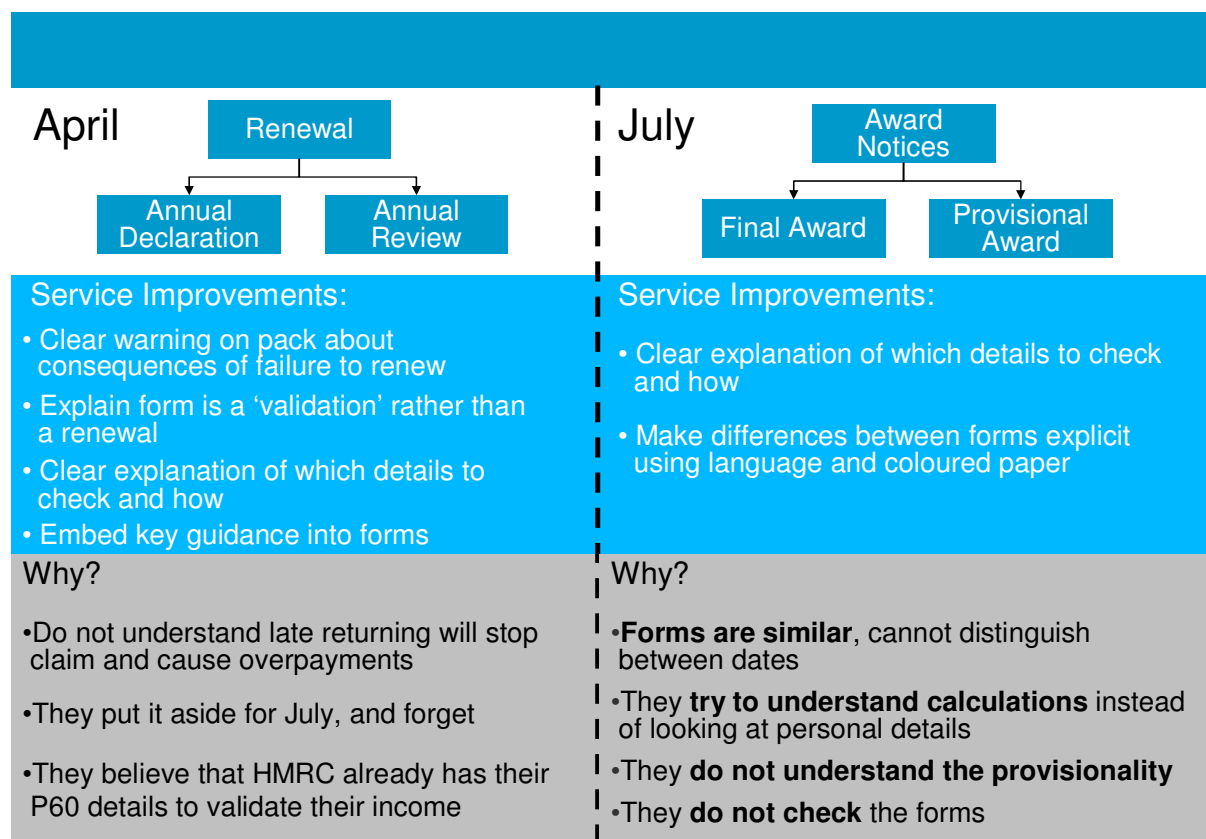 April
Renewal
Annual
Declaration
Annual
Review
Service Improvements:
• Clear warning on pack about
consequences of failure to renew
• Explain form is a ‘validation’ rather than
a renewal
• Clear explanation of which details to
check and how
• Embed key guidance into forms
Why?
•Do not understand late returning will stop
claim and cause overpayments
•They put it aside for July, and forget
•They believe that HMRC already has their
P60 details to validate their income
July
Award
Notices
Final Award
Provisional
Award
Service Improvements:
• Clear explanation of which details to check
and how
• Make differences between forms explicit
using language and coloured paper
Why?
•Forms are similar, cannot distinguish
between dates
•They try to understand calculations instead
of looking at personal details
•They do not understand the provisionality
•They do not check the forms